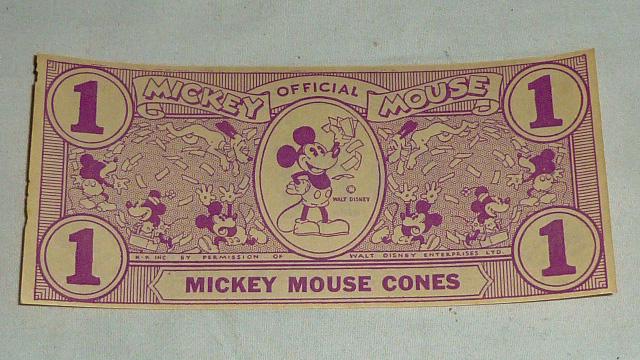 1 MICKEY OFFICIAL MOUSE 1
©
WALT DISNEY
1 1
K-K INC BY PERMISSION OF WALT DISNEY ENTERPRISES LTD.
MICKEY MOUSE CONES